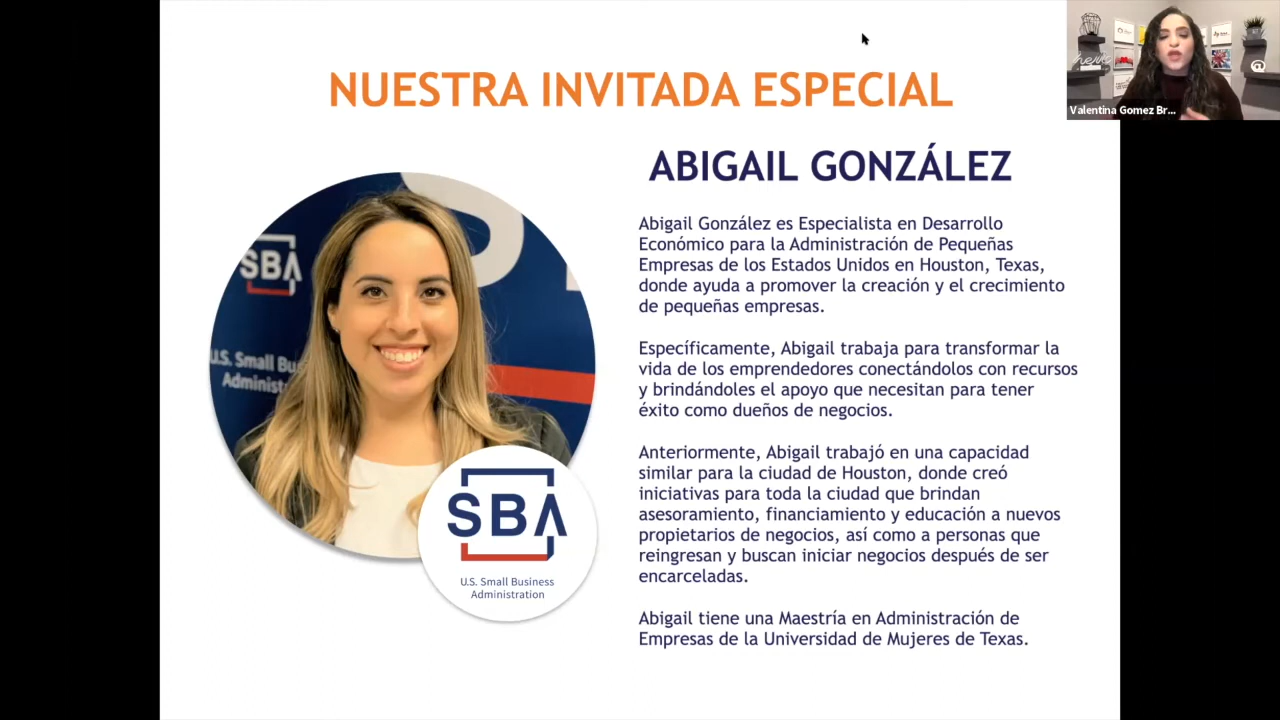 NUESTRA INVITADA ESPECIAL
Valentina Gomez Br...
ABIGAIL GONZÁLEZ
Abigail González es Especialista en Desarrollo
Económico para la Administración de Pequeñas
Empresas de los Estados Unidos en Houston, Texas,
donde ayuda a promover la creación y el crecimiento
de pequeñas empresas.
Específicamente, Abigail trabaja para transformar la
vida de los emprendedores conectándolos con recursos
y brindándoles el apoyo que necesitan para tener
éxito como dueños de negocios.
Anteriormente, Abigail trabajó en una capacidad
similar para la ciudad de Houston, donde creó
iniciativas para toda la ciudad que brindan
asesoramiento, financiamiento y educación a nuevos
propietarios de negocios, así como a personas que
reingresan y buscan iniciar negocios después de ser
encarceladas.
Abigail tiene una Maestría en Administración de
Empresas de la Universidad de Mujeres de Texas.
SBA
U.S. Small Bus
Administ
SBA
U.S. Small Business
Administration